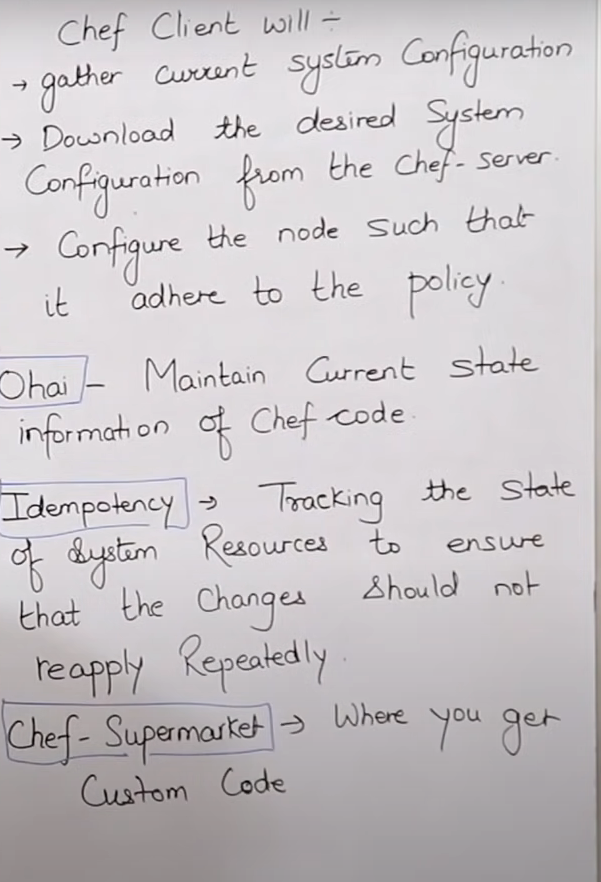 Chef Client will :-
→ gather current system Configuration
→ Download the desired System
Configuration from the Chef-server.
→ Configure the node such that
it adhere to the policy.
Ohai - Maintain Current state
information of Chef code.
Idempotency → Tracking the state
of System Resources to ensure
that the Changes Should not
reapply Repeatedly.
Chef-Supermarket → Where you get
Custom Code